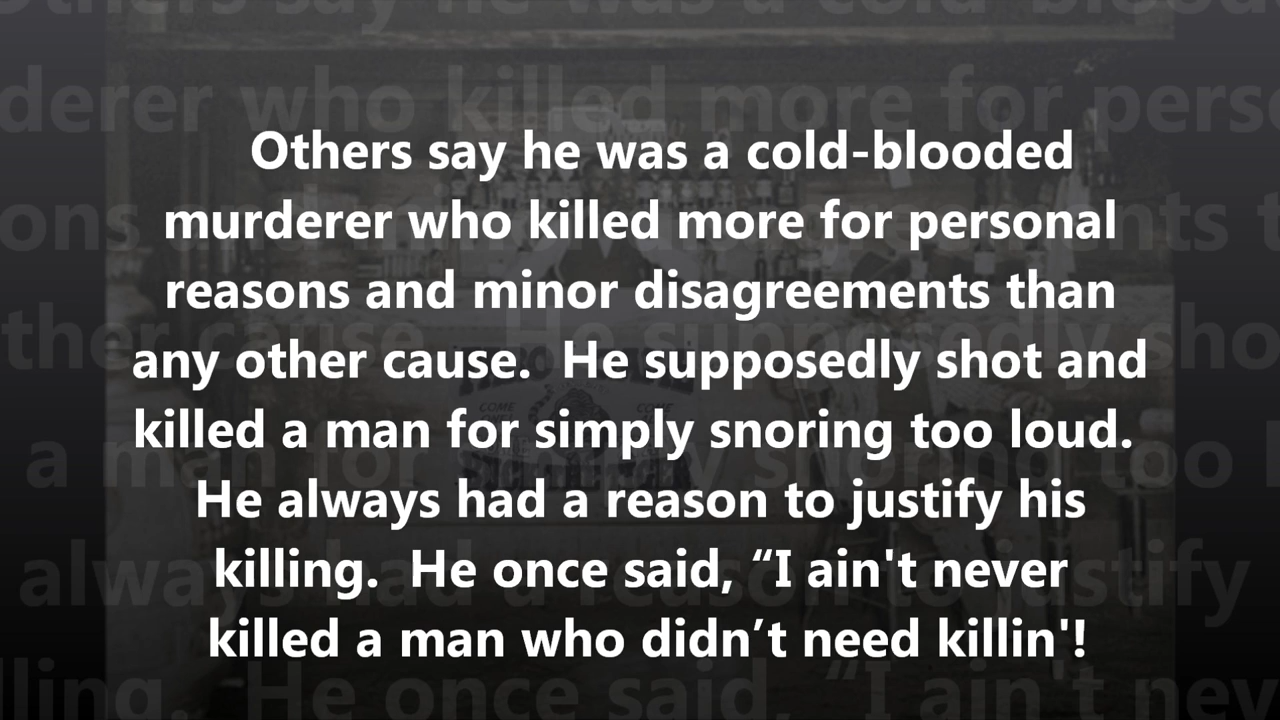 Others say he was a cold-blooded
murderer who killed more for personal
reasons and minor disagreements than
any other cause.  He supposedly shot and
killed a man for simply snoring too loud.
He always had a reason to justify his
killing.  He once said, “I ain't never
killed a man who didn’t need killin'!